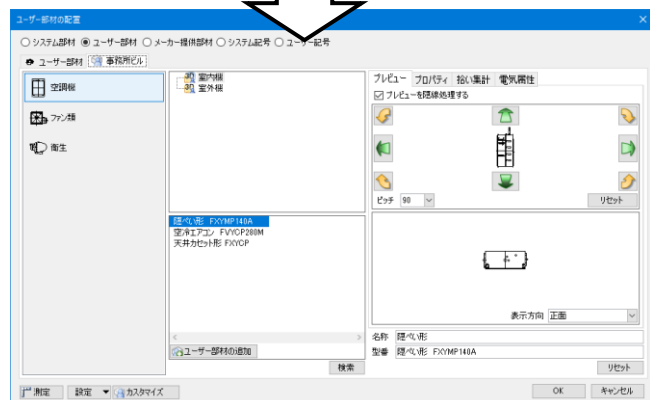 ユーザー部材の配置
システム部材 ユーザー部材 メーカー提供部材 システム記号 ユーザー記号
ユーザー部材 事務所ビル
空調機
ファン類
衛生
室内機
室外機
隠ぺい形 FXYMP140A
空冷エアコン FVYCP280M
天井カセット形 FXYCP
ユーザー部材の追加
検索
プレビュー プロパティ 拾い集計 電気属性
プレビューを隠線処理する
ピッチ 90 リセット
表示方向 正面
名称 隠ぺい形
型番 隠ぺい形 FXYMP140A
リセット
測定 設定 カスタマイズ OK キャンセル